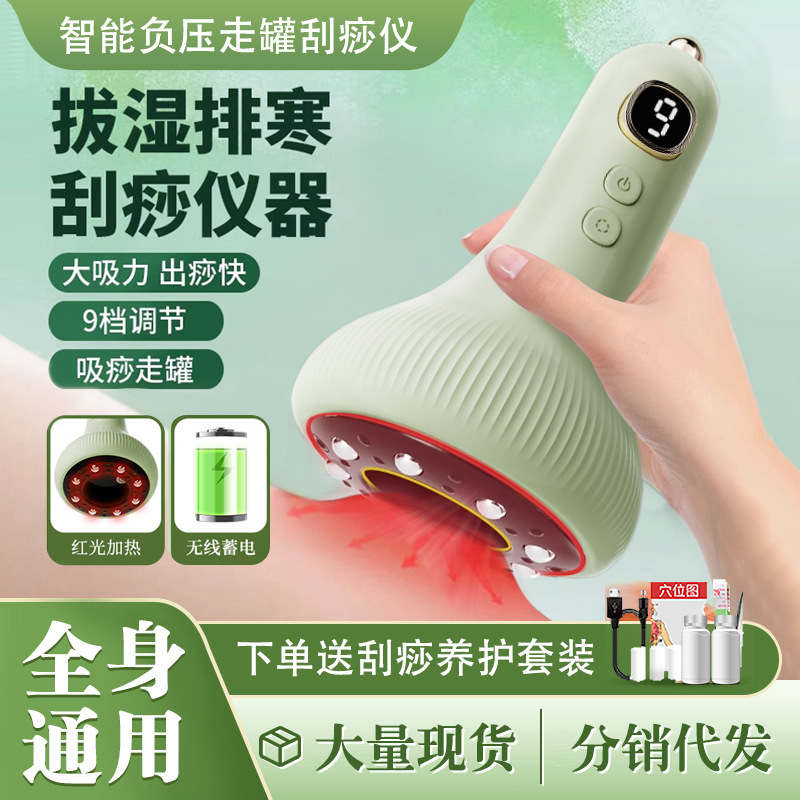 智能负压走罐刮痧仪
拔湿排寒
刮痧仪器
大吸力 出痧快
9档调节
吸痧走罐
9
红光加热
无线蓄电
穴位图
全身
通用
下单送刮痧养护套装
大量现货
分销代发